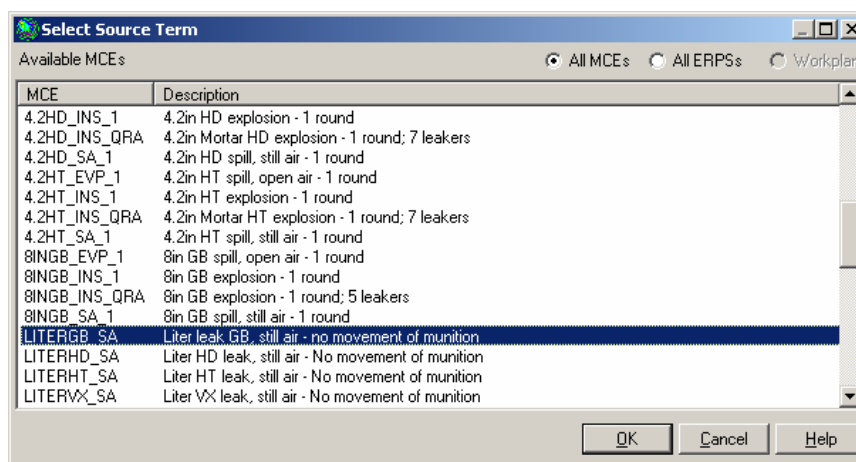 Select Source Term
Available MCEs All MCEs All ERPSs Workplan
MCE Description
4.2HD_INS_1 4.2in HD explosion - 1 round
4.2HD_INS_QRA 4.2in Mortar HD explosion - 1 round; 7 leakers
4.2HD_SA_1 4.2in HD spill, still air - 1 round
4.2HT_EVP_1 4.2in HT spill, open air - 1 round
4.2HT_INS_1 4.2in HT explosion - 1 round
4.2HT_INS_QRA 4.2in Mortar HT explosion - 1 round; 7 leakers
4.2HT_SA_1 4.2in HT spill, still air - 1 round
8INGB_EVP_1 8in GB spill, open air - 1 round
8INGB_INS_1 8in GB explosion - 1 round
8INGB_INS_QRA 8in GB explosion - 1 round; 5 leakers
8INGB_SA_1 8in GB spill, still air - 1 round
LITERGB_SA Liter leak GB, still air - no movement of munition
LITERHD_SA Liter HD leak, still air - No movement of munition
LITERHT_SA Liter HT leak, still air - No movement of munition
LITERVX_SA Liter VX leak, still air - No movement of munition
OK Cancel Help